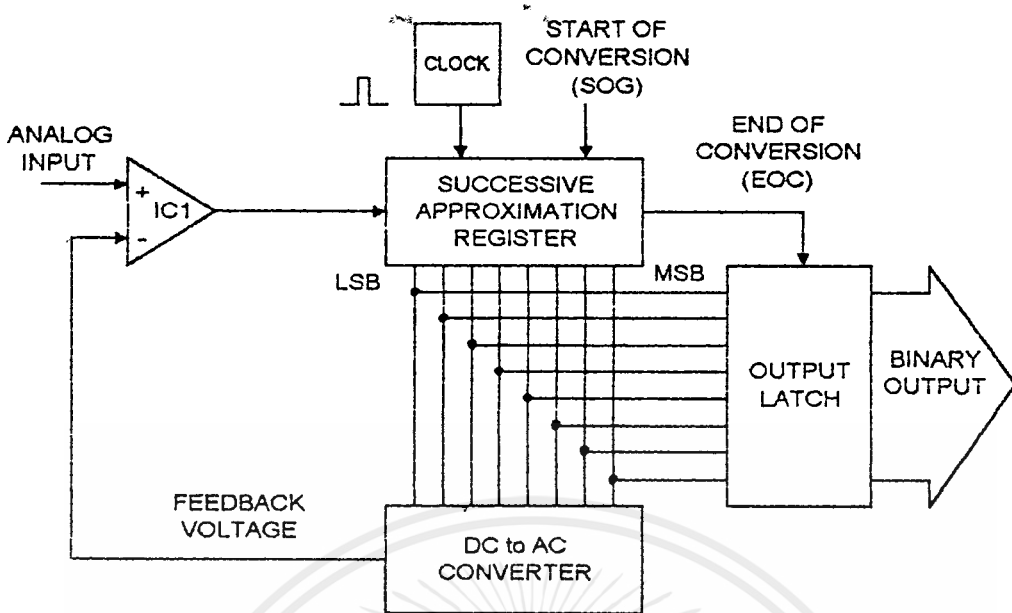 START OF
CONVERSION
(SOG)
CLOCK
ANALOG
INPUT
END OF
CONVERSION
(EOC)
+
IC1
-
SUCCESSIVE
APPROXIMATION
REGISTER
LSB
MSB
OUTPUT
LATCH
BINARY
OUTPUT
FEEDBACK
VOLTAGE
DC to AC
CONVERTER